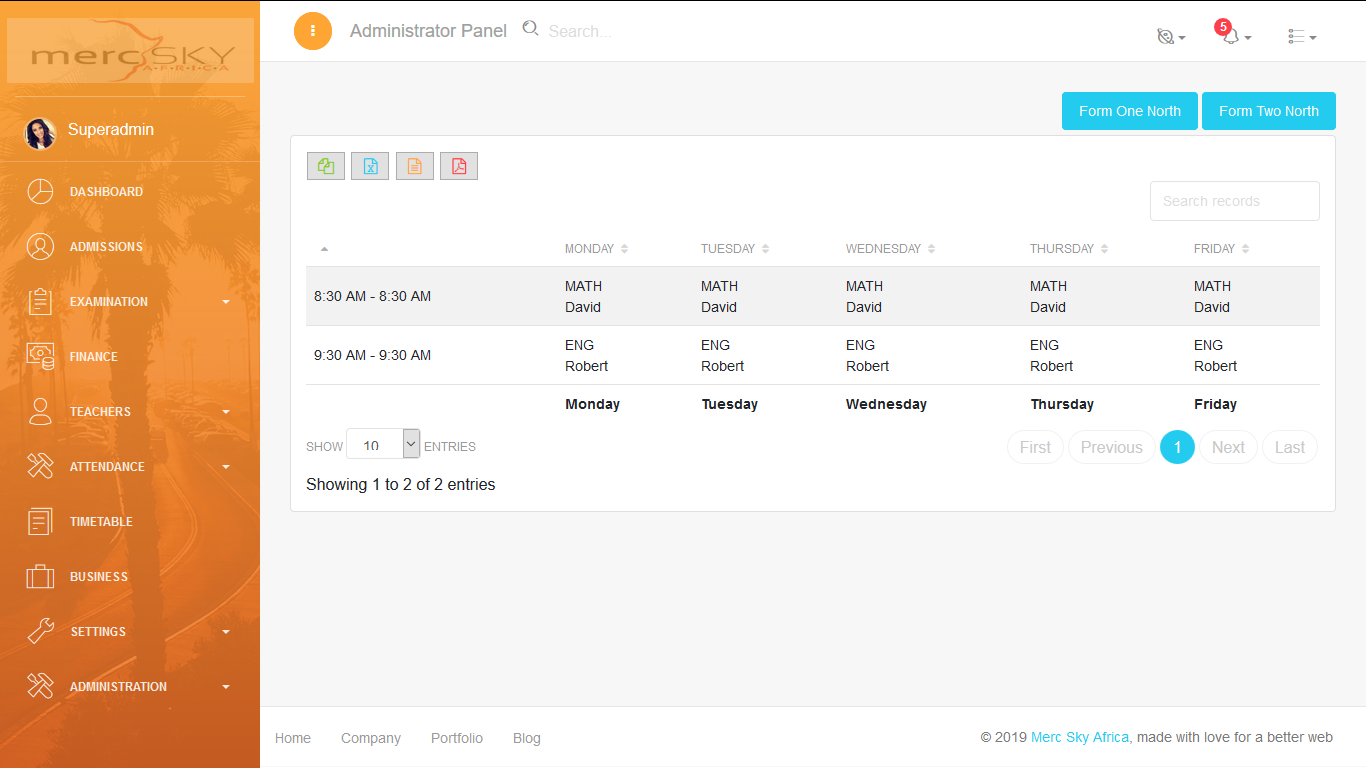 mercSKY
A·F·R·I·C·A
Superadmin
DASHBOARD
ADMISSIONS
EXAMINATION
FINANCE
TEACHERS
ATTENDANCE
TIMETABLE
BUSINESS
SETTINGS
ADMINISTRATION
Administrator Panel Search...
5
Form One North Form Two North
Search records
MONDAY TUESDAY WEDNESDAY THURSDAY FRIDAY
8:30 AM - 8:30 AM
MATH MATH MATH MATH MATH
David David David David David
9:30 AM - 9:30 AM
ENG ENG ENG ENG ENG
Robert Robert Robert Robert Robert
Monday Tuesday Wednesday Thursday Friday
SHOW 10 ENTRIES
First Previous 1 Next Last
Showing 1 to 2 of 2 entries
Home Company Portfolio Blog
© 2019 Merc Sky Africa, made with love for a better web